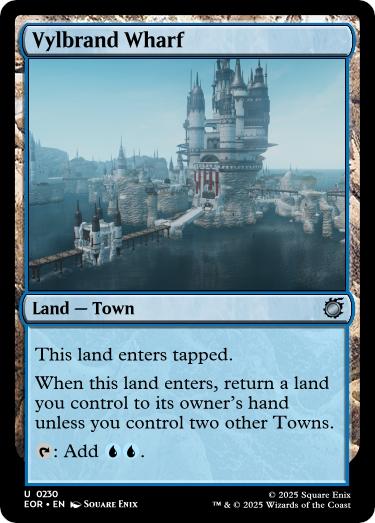 Vylbrand Wharf
Land — Town
This land enters tapped.
When this land enters, return a land
you control to its owner's hand
unless you control two other Towns.
: Add .
U 0230
EOR • EN SQUARE ENIX
© 2025 Square Enix
™ & © 2025 Wizards of the Coast